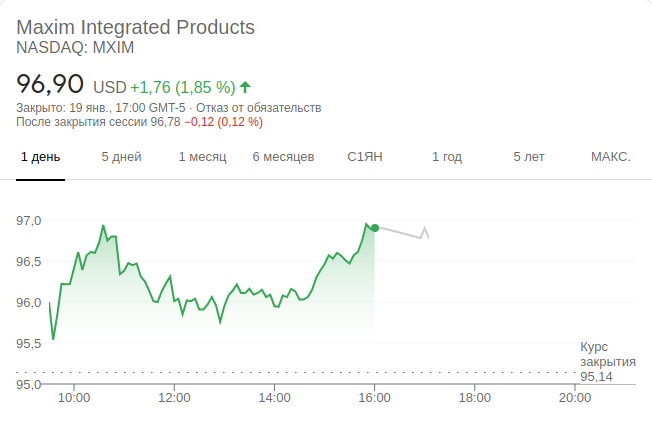 Maxim Integrated Products
NASDAQ: MXIM
96,90 USD +1,76 (1,85 %)
Закрыто: 19 янв., 17:00 GMT-5 · Отказ от обязательств
После закрытия сессии 96,78 −0,12 (0,12 %)
1 день 5 дней 1 месяц 6 месяцев С1ЯН 1 год 5 лет МАКС.
97,0
96,5
96,0
95,5
Курс
закрытия
95,14
95,0
10:00 12:00 14:00 16:00 18:00 20:00